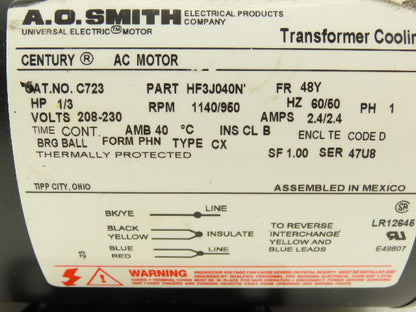 A.O. SMITH ELECTRICAL PRODUCTS COMPANY
UNIVERSAL ELECTRIC™ MOTOR
Transformer Coolin
CENTURY ® AC MOTOR
CAT.NO. C723 PART HF3J040N' FR 48Y
HP 1/3 RPM 1140/950 HZ 60/50 PH 1
VOLTS 208-230 AMPS 2.4/2.4
TIME CONT. AMB 40 °C INS CL B ENCL TE CODE D
BRG BALL FORM PHN TYPE CX
THERMALLY PROTECTED SF 1.00 SER 47U8
TIPP CITY, OHIO ASSEMBLED IN MEXICO
BK/YE LINE
BLACK
YELLOW INSULATE
BLUE LINE
RED
TO REVERSE
INTERCHANGE
YELLOW AND
BLUE LEADS
LR12645
E49807
WARNING